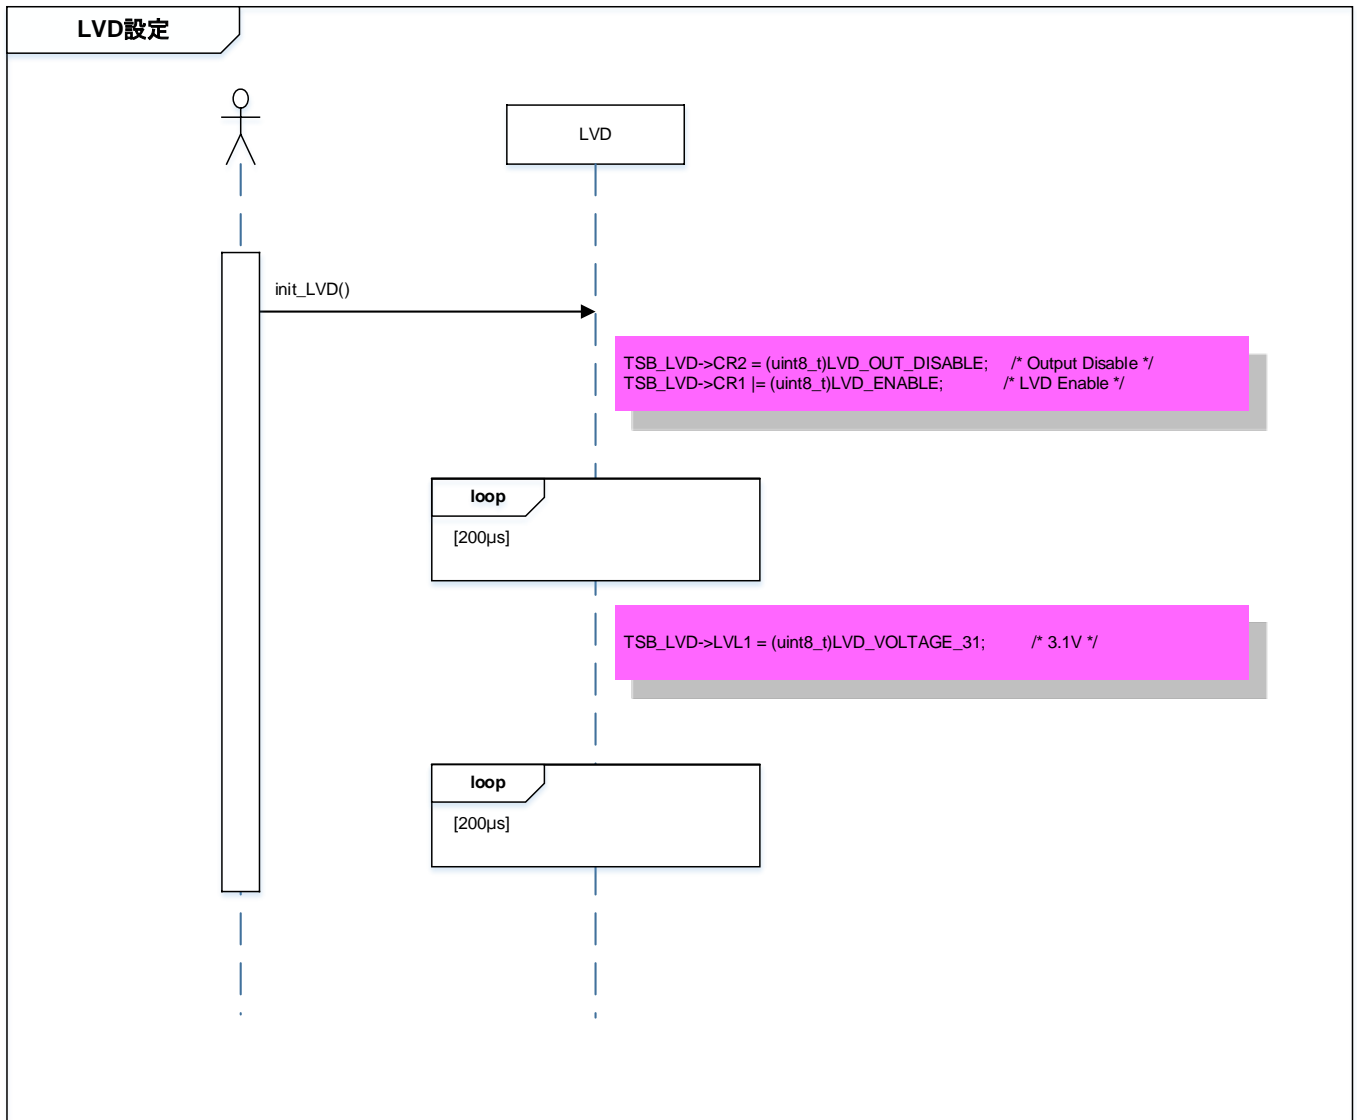 LVD設定
LVD
init_LVD()
TSB_LVD->CR2 = (uint8_t)LVD_OUT_DISABLE; /* Output Disable */
TSB_LVD->CR1 |= (uint8_t)LVD_ENABLE; /* LVD Enable */
loop
[200μs]
TSB_LVD->LVL1 = (uint8_t)LVD_VOLTAGE_31; /* 3.1V */
loop
[200μs]